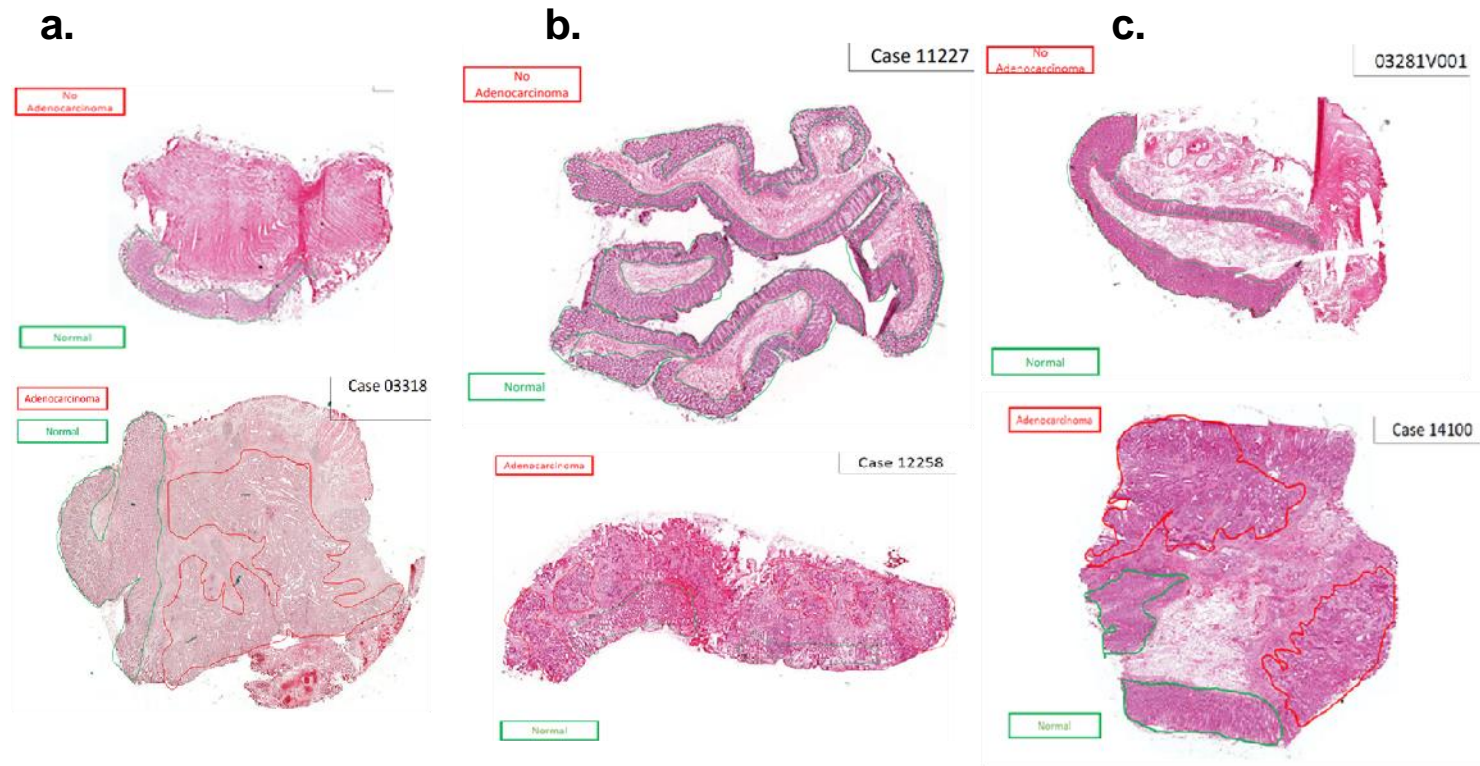 a.
b.
c.
No
Adenocarcinoma
Normal
Adenocarcinoma
Normal
Case 03318
Case 11227
No
Adenocarcinoma
Normal
Adenocarcinoma
Case 12258
Normal
No
Adenocarcinoma
03281V001
Normal
Adenocarcinoma
Case 14100
Normal